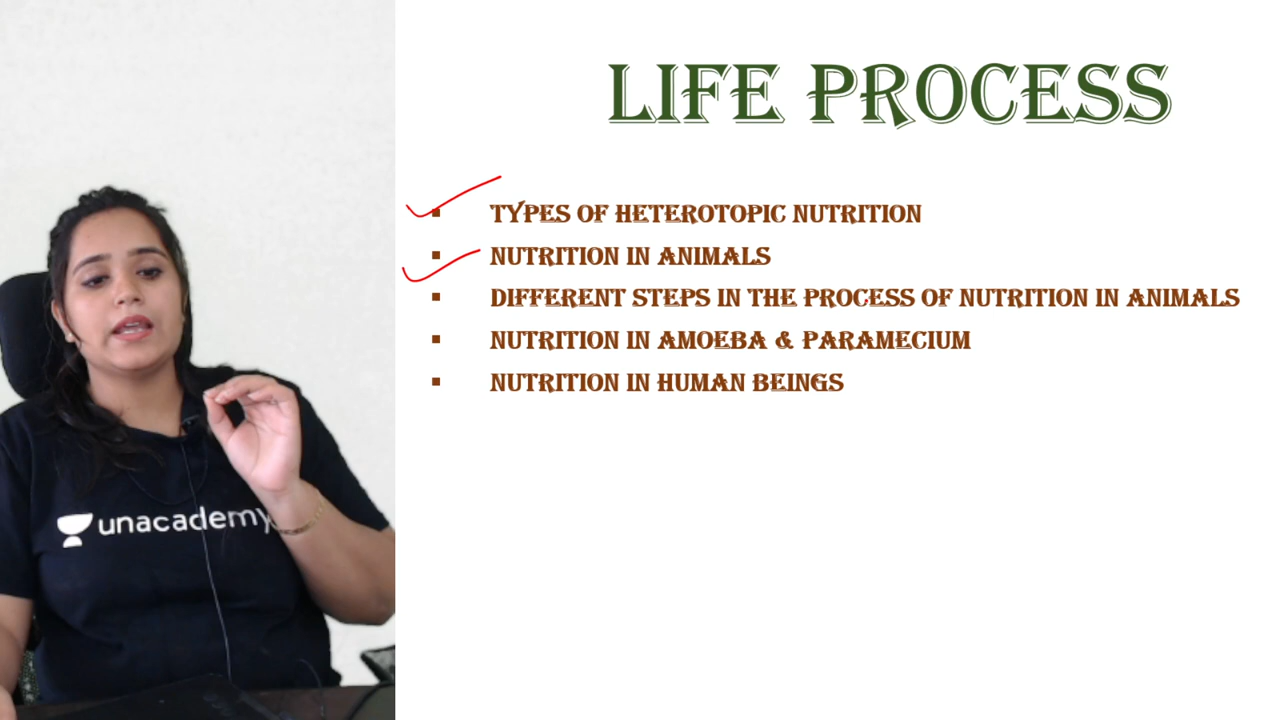 LIFE PROCESS
▪ TYPES OF HETEROTOPIC NUTRITION
▪ NUTRITION IN ANIMALS
▪ DIFFERENT STEPS IN THE PROCESS OF NUTRITION IN ANIMALS
▪ NUTRITION IN AMOEBA & PARAMECIUM
▪ NUTRITION IN HUMAN BEINGS
unacademy